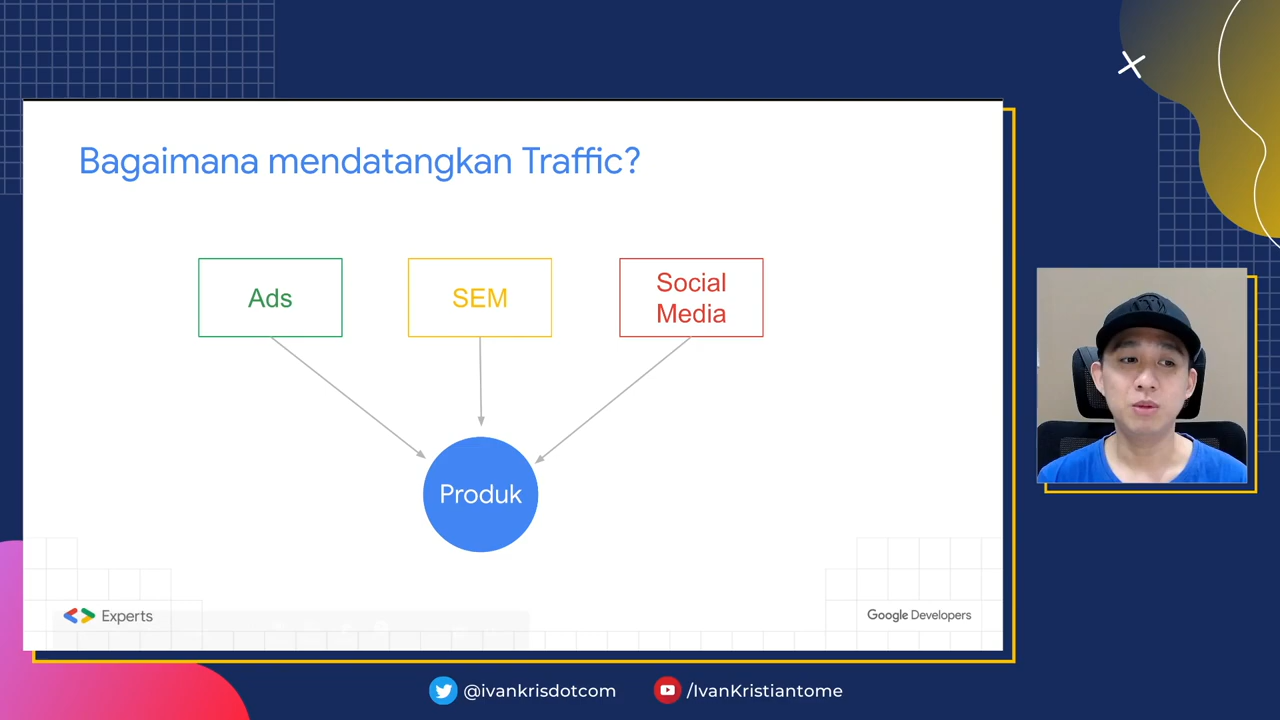 Bagaimana mendatangkan Traffic?
Ads
SEM
Social
Media
Produk
Experts
Google Developers
@ivankrisdotcom
/IvanKristiantome